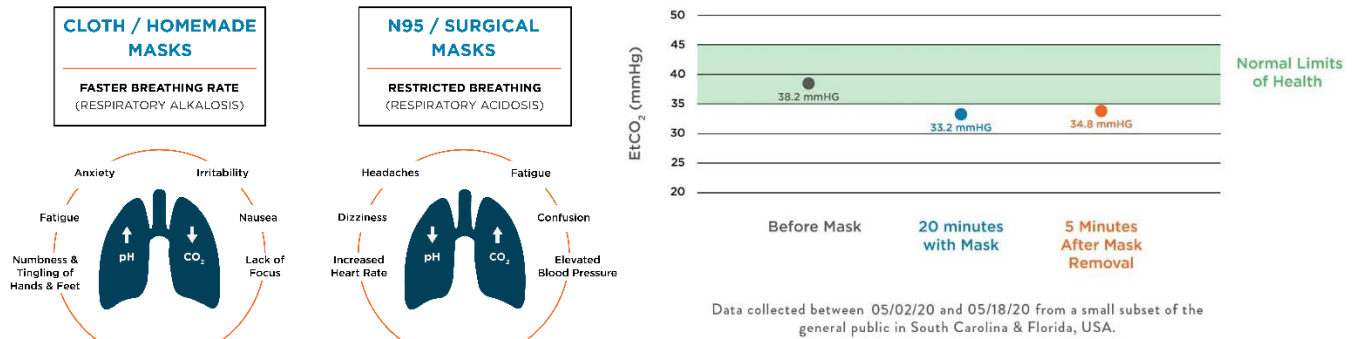 CLOTH / HOMEMADE
MASKS
FASTER BREATHING RATE
(RESPIRATORY ALKALOSIS)
Anxiety
Irritability
Fatigue
Nausea
Numbness &
Tingling of
Hands & Feet
pH
CO₂
Lack of
Focus
N95 / SURGICAL
MASKS
RESTRICTED BREATHING
(RESPIRATORY ACIDOSIS)
Headaches
Fatigue
Dizziness
Confusion
Increased
Heart Rate
pH
CO₂
Elevated
Blood Pressure
EtCO₂ (mmHg)
50
45
40
35
30
25
20
38.2 mmHG
33.2 mmHG
34.8 mmHG
Normal Limits
of Health
Before Mask
20 minutes
with Mask
5 Minutes
After Mask
Removal
Data collected between 05/02/20 and 05/18/20 from a small subset of the
general public in South Carolina & Florida, USA.